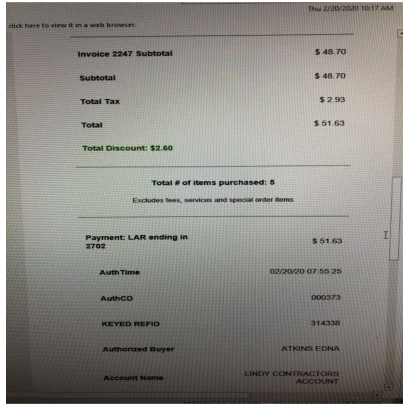 Thu 2/20/2020 10:17 AM
click here to view it in a web browser.
Invoice 2247 Subtotal $ 48.70
Subtotal $ 48.70
Total Tax $ 2.93
Total $ 51.63
Total Discount: $2.60
Total # of items purchased: 5
Excludes fees, services and special order items
Payment: LAR ending in
2702 $ 51.63
AuthTime 02/20/20 07:55:25
AuthCD 000373
KEYED REFID 314338
Authorized Buyer ATKINS EDNA
Account Name LINDY CONTRACTORS
ACCOUNT